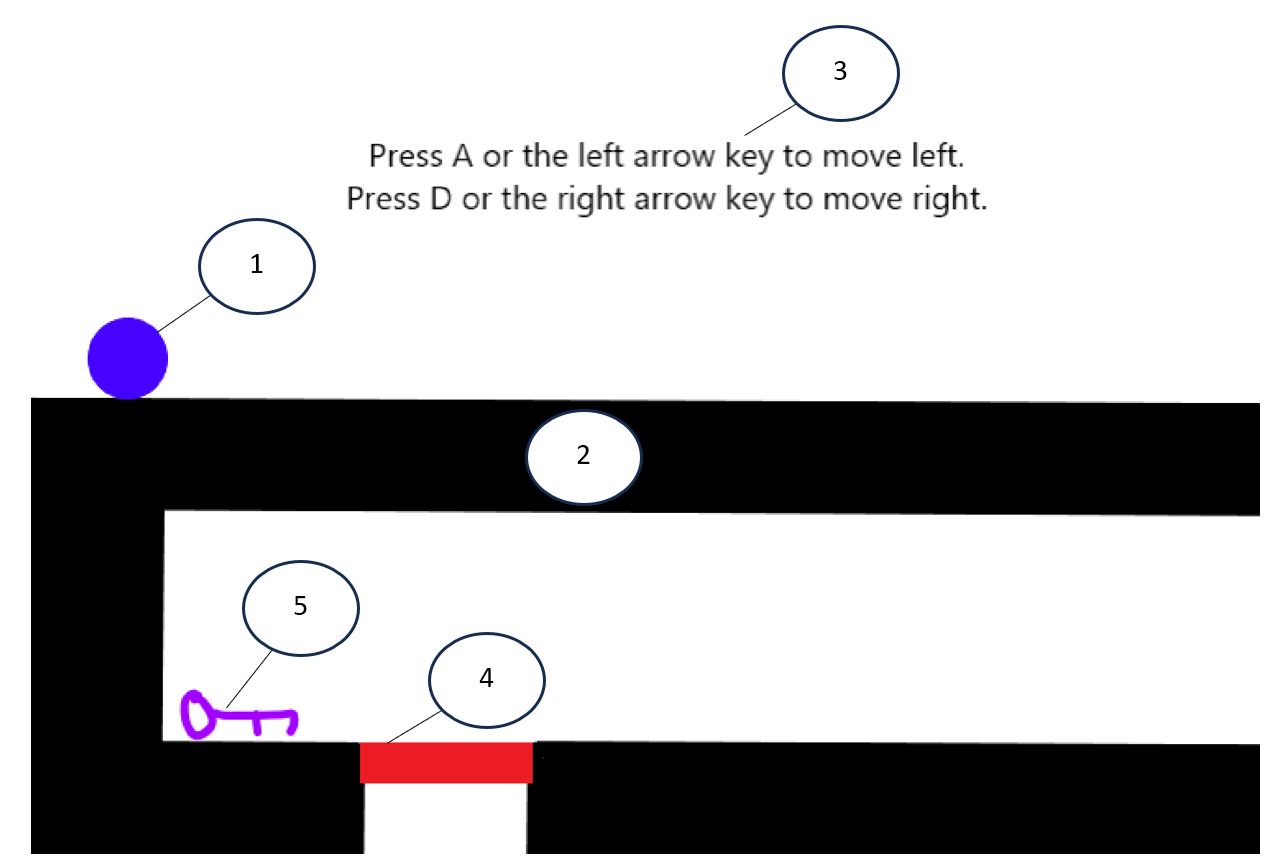 3
Press A or the left arrow key to move left.
Press D or the right arrow key to move right.
1
2
5
4